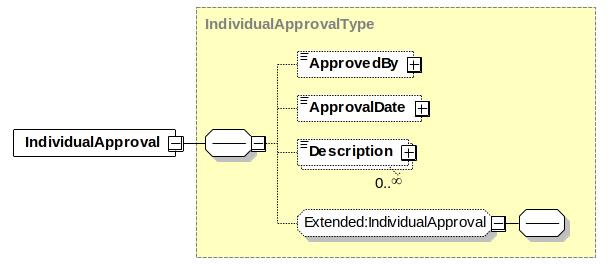 IndividualApprovalType
ApprovedBy
ApprovalDate
IndividualApproval
Description
0..∞
Extended:IndividualApproval